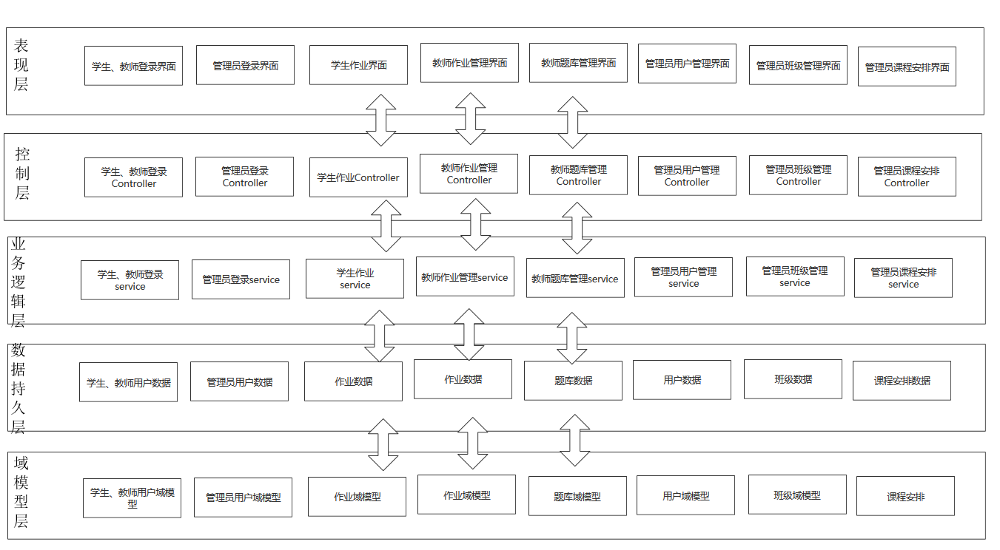 表现层
学生、教师登录界面
管理员登录界面
学生作业界面
教师作业管理界面
教师题库管理界面
管理员用户管理界面
管理员班级管理界面
管理员课程安排界面
控制层
学生、教师登录
Controller
管理员登录
Controller
学生作业Controller
教师作业管理
Controller
教师题库管理
Controller
管理员用户管理
Controller
管理员班级管理
Controller
管理员课程安排
Controller
业务逻辑层
学生、教师登录
service
管理员登录service
学生作业
service
教师作业管理service
教师题库管理service
管理员用户管理
service
管理员班级管理
service
管理员课程安排
service
数据持久层
学生、教师用户数据
管理员用户数据
作业数据
作业数据
题库数据
用户数据
班级数据
课程安排数据
域模型层
学生、教师用户域模
型
管理员用户域模型
作业域模型
作业域模型
题库域模型
用户域模型
班级域模型
课程安排